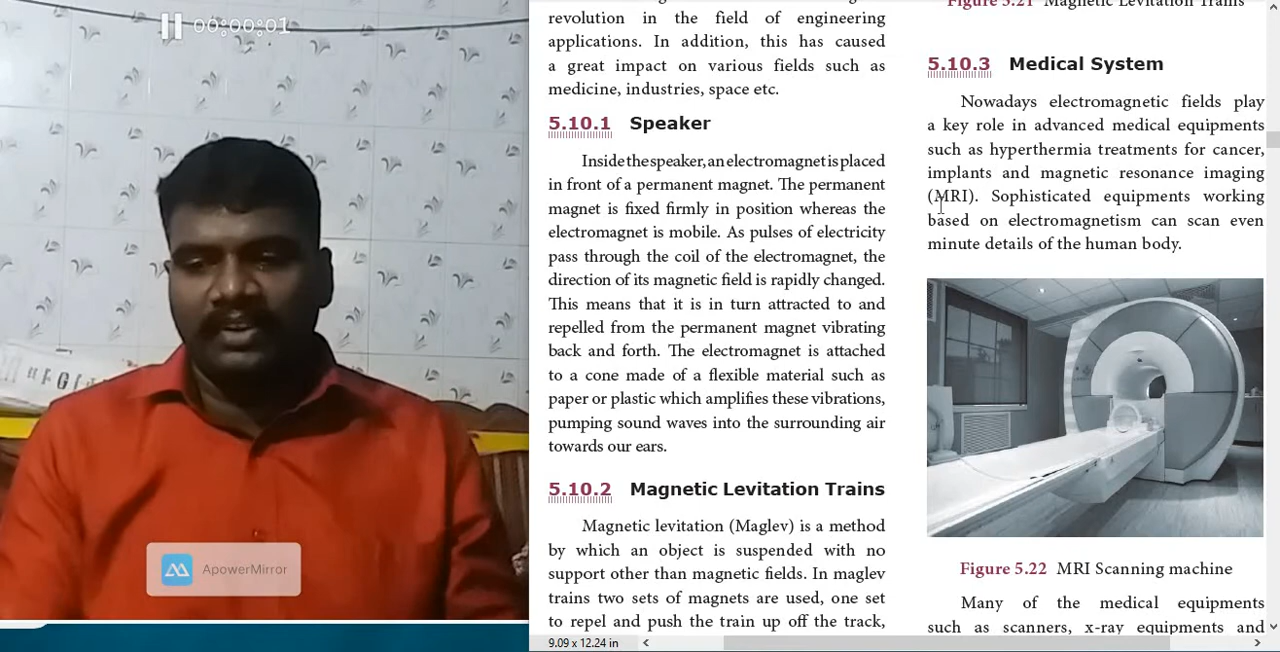 00:00:01
ApowerMirror
revolution in the field of engineering
applications. In addition, this has caused
a great impact on various fields such as
medicine, industries, space etc.
5.10.1 Speaker
Inside the speaker, an electromagnet is placed
in front of a permanent magnet. The permanent
magnet is fixed firmly in position whereas the
electromagnet is mobile. As pulses of electricity
pass through the coil of the electromagnet, the
direction of its magnetic field is rapidly changed.
This means that it is in turn attracted to and
repelled from the permanent magnet vibrating
back and forth. The electromagnet is attached
to a cone made of a flexible material such as
paper or plastic which amplifies these vibrations,
pumping sound waves into the surrounding air
towards our ears.
5.10.2 Magnetic Levitation Trains
Magnetic levitation (Maglev) is a method
by which an object is suspended with no
support other than magnetic fields. In maglev
trains two sets of magnets are used, one set
to repel and push the train up off the track,
9.09 x 12.24 in
Figure 5.21 Magnetic Levitation Trains
5.10.3 Medical System
Nowadays electromagnetic fields play
a key role in advanced medical equipments
such as hyperthermia treatments for cancer,
implants and magnetic resonance imaging
(MRI). Sophisticated equipments working
based on electromagnetism can scan even
minute details of the human body.
Figure 5.22 MRI Scanning machine
Many of the medical equipments
such as scanners, x-ray equipments and